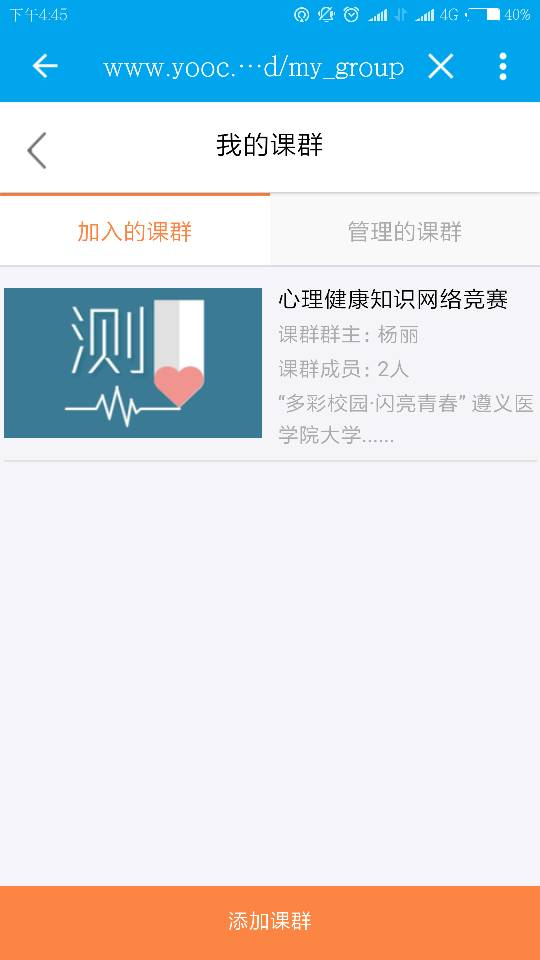 下午4:45
4G
40%
www.yooc.…d/my_group
我的课群
加入的课群
管理的课群
测
心理健康知识网络竞赛
课群群主: 杨丽
课群成员: 2人
“多彩校园·闪亮青春” 遵义医
学院大学......
添加课群